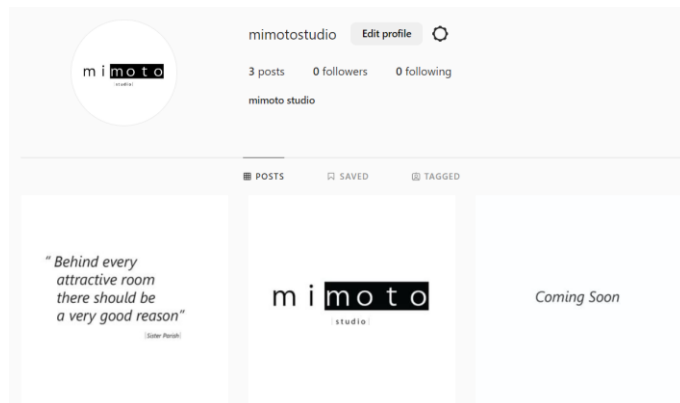 mimotostudio Edit profile
mimoto
[studio]
3 posts 0 followers 0 following
mimoto studio
POSTS SAVED TAGGED
“ Behind every
attractive room
there should be
a very good reason”
[Sister Parish]
mimoto
[studio]
Coming Soon